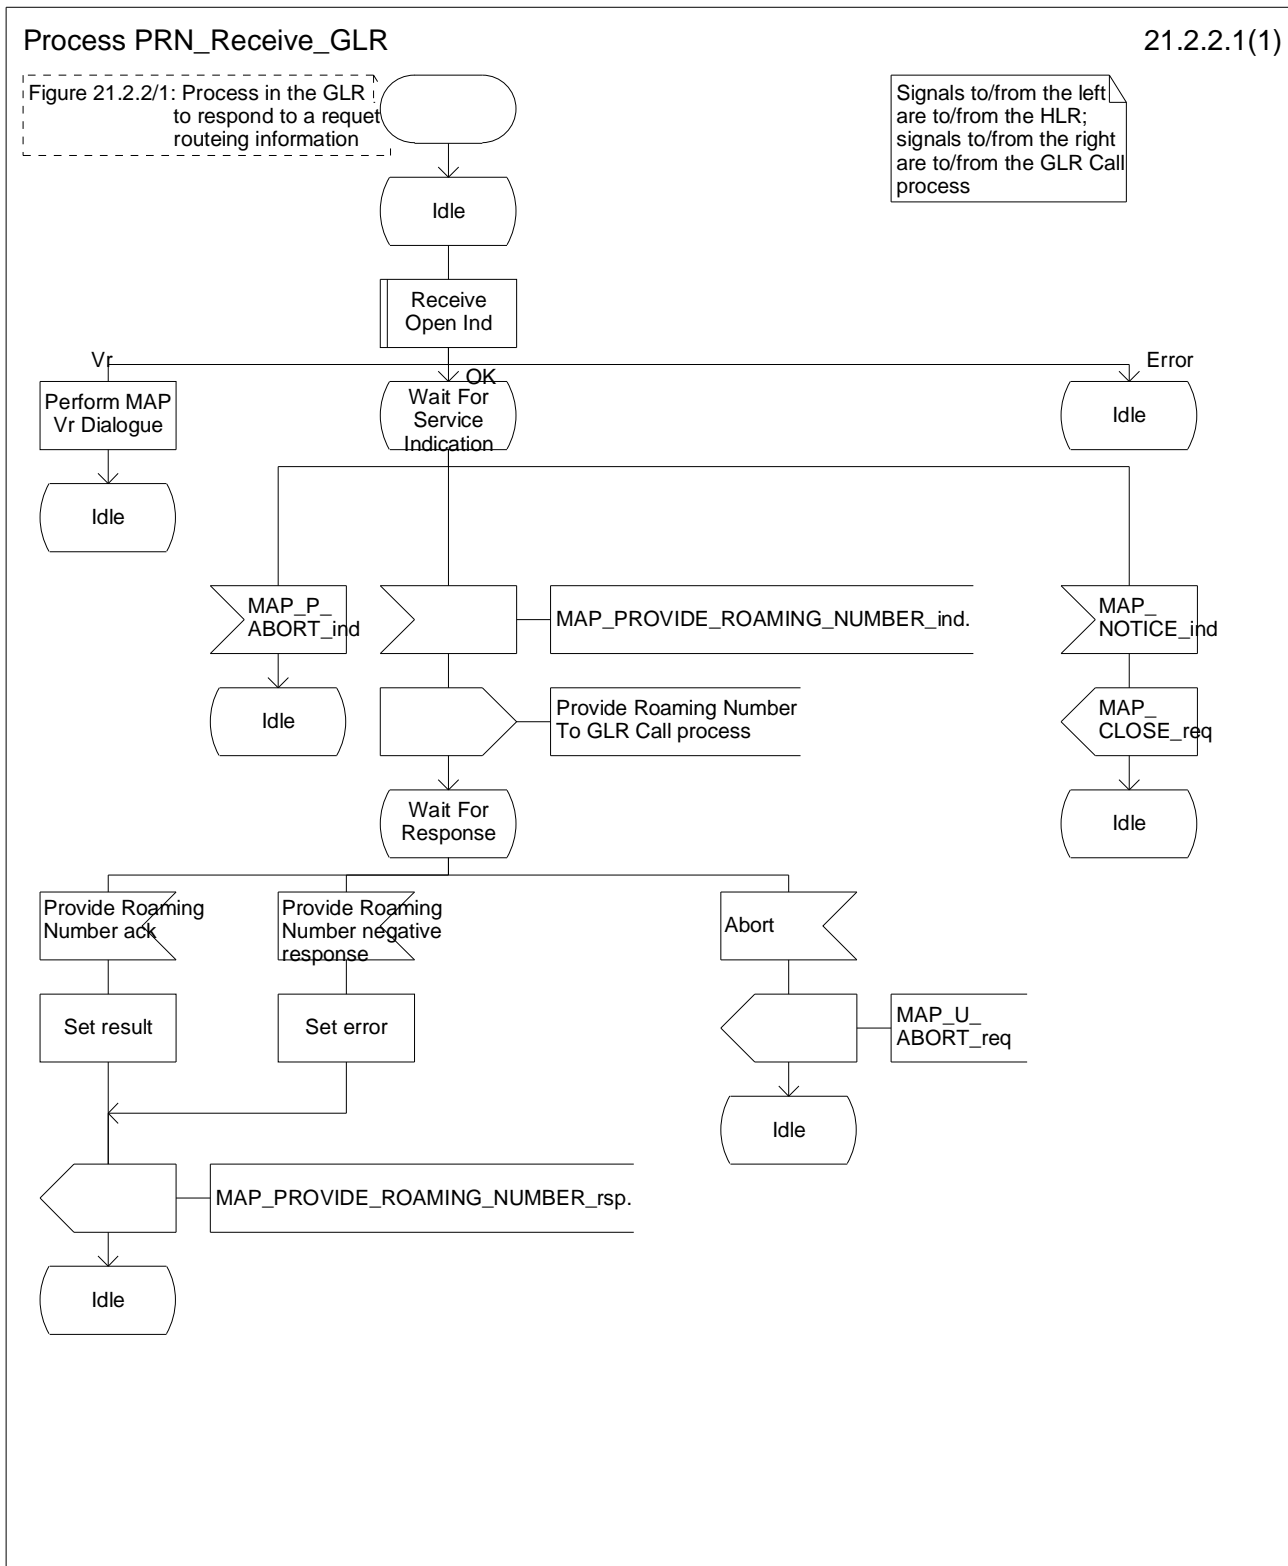 Process PRN_Receive_GLR
21.2.2.1(1)
Figure 21.2.2/1: Process in the GLR
to respond to a requet
routeing information
Signals to/from the left
are to/from the HLR;
signals to/from the right
are to/from the GLR Call
process
Idle
Receive
Open Ind
Vr
OK
Error
Perform MAP
Vr Dialogue
Wait For
Service
Indication
Idle
Idle
MAP_P_
ABORT_ind
MAP_PROVIDE_ROAMING_NUMBER_ind.
MAP_
NOTICE_ind
Idle
Provide Roaming Number
To GLR Call process
MAP_
CLOSE_req
Wait For
Response
Idle
Provide Roaming
Number ack
Provide Roaming
Number negative
response
Abort
Set result
Set error
MAP_U_
ABORT_req
Idle
MAP_PROVIDE_ROAMING_NUMBER_rsp.
Idle